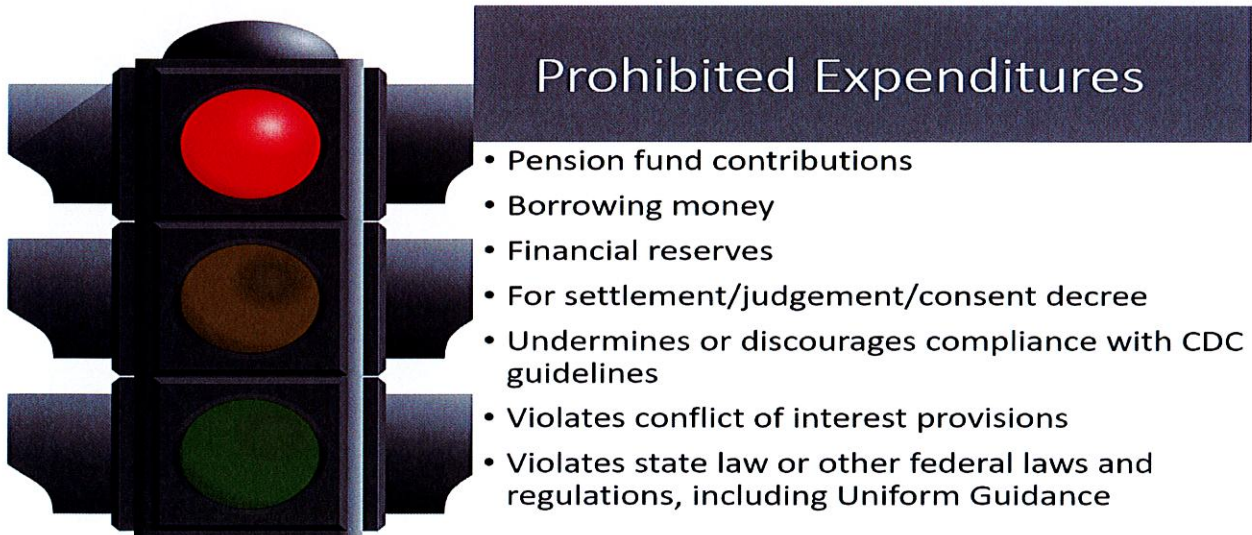 Prohibited Expenditures
• Pension fund contributions
• Borrowing money
• Financial reserves
• For settlement/judgement/consent decree
• Undermines or discourages compliance with CDC
guidelines
• Violates conflict of interest provisions
• Violates state law or other federal laws and
regulations, including Uniform Guidance